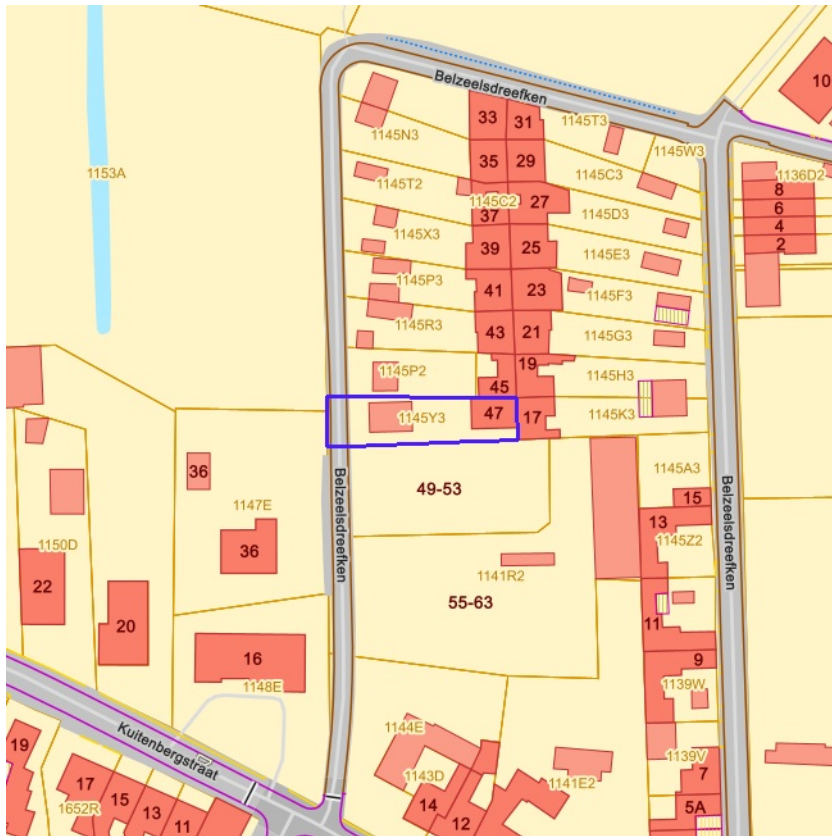 Belzeelsdreefken
10
33
31
1145T3
1145N3
1145W3
1153A
35
29
1145C3
1136D2
8
1145T2
1145C2
27
6
37
1145D3
4
1145X3
39
25
1145E3
2
1145P3
41
23
1145F3
1145R3
43
21
1145G3
19
1145P2
1145H3
45
1145Y3
47
17
1145K3
36
1145A3
Belzeelsdreefken
49-53
Belzeelsdreefken
15
1147E
13
1150D
36
1145Z2
22
1141R2
55-63
20
11
16
9
1148E
1139W
1144E
Kuitenbergstraat
19
1139V
1143D
1141E2
17
7
15
14
1652R
13
5A
11
12